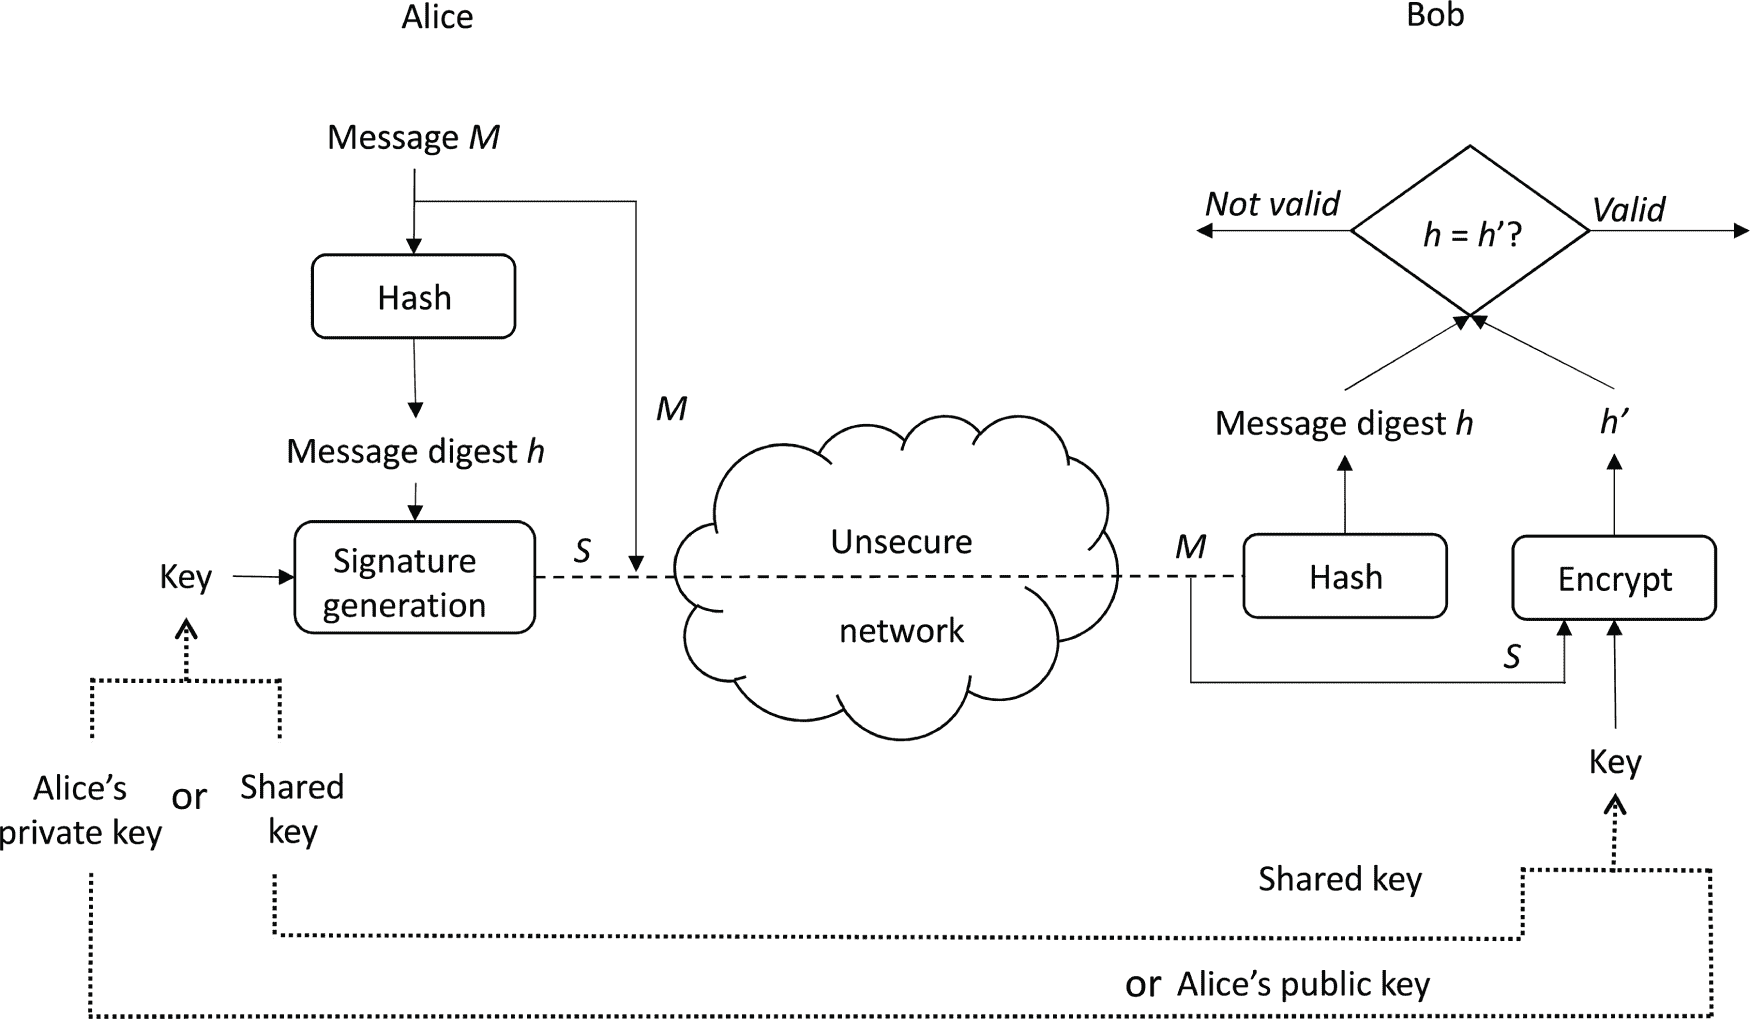 Alice
Bob
Message M
Not valid
h = h’?
Valid
Hash
M
Message digest h
Message digest h
h’
Signature
generation
S
Key
Unsecure
network
M
Hash
Encrypt
S
Key
Alice’s
private key
or
Shared
key
Shared key
or Alice’s public key